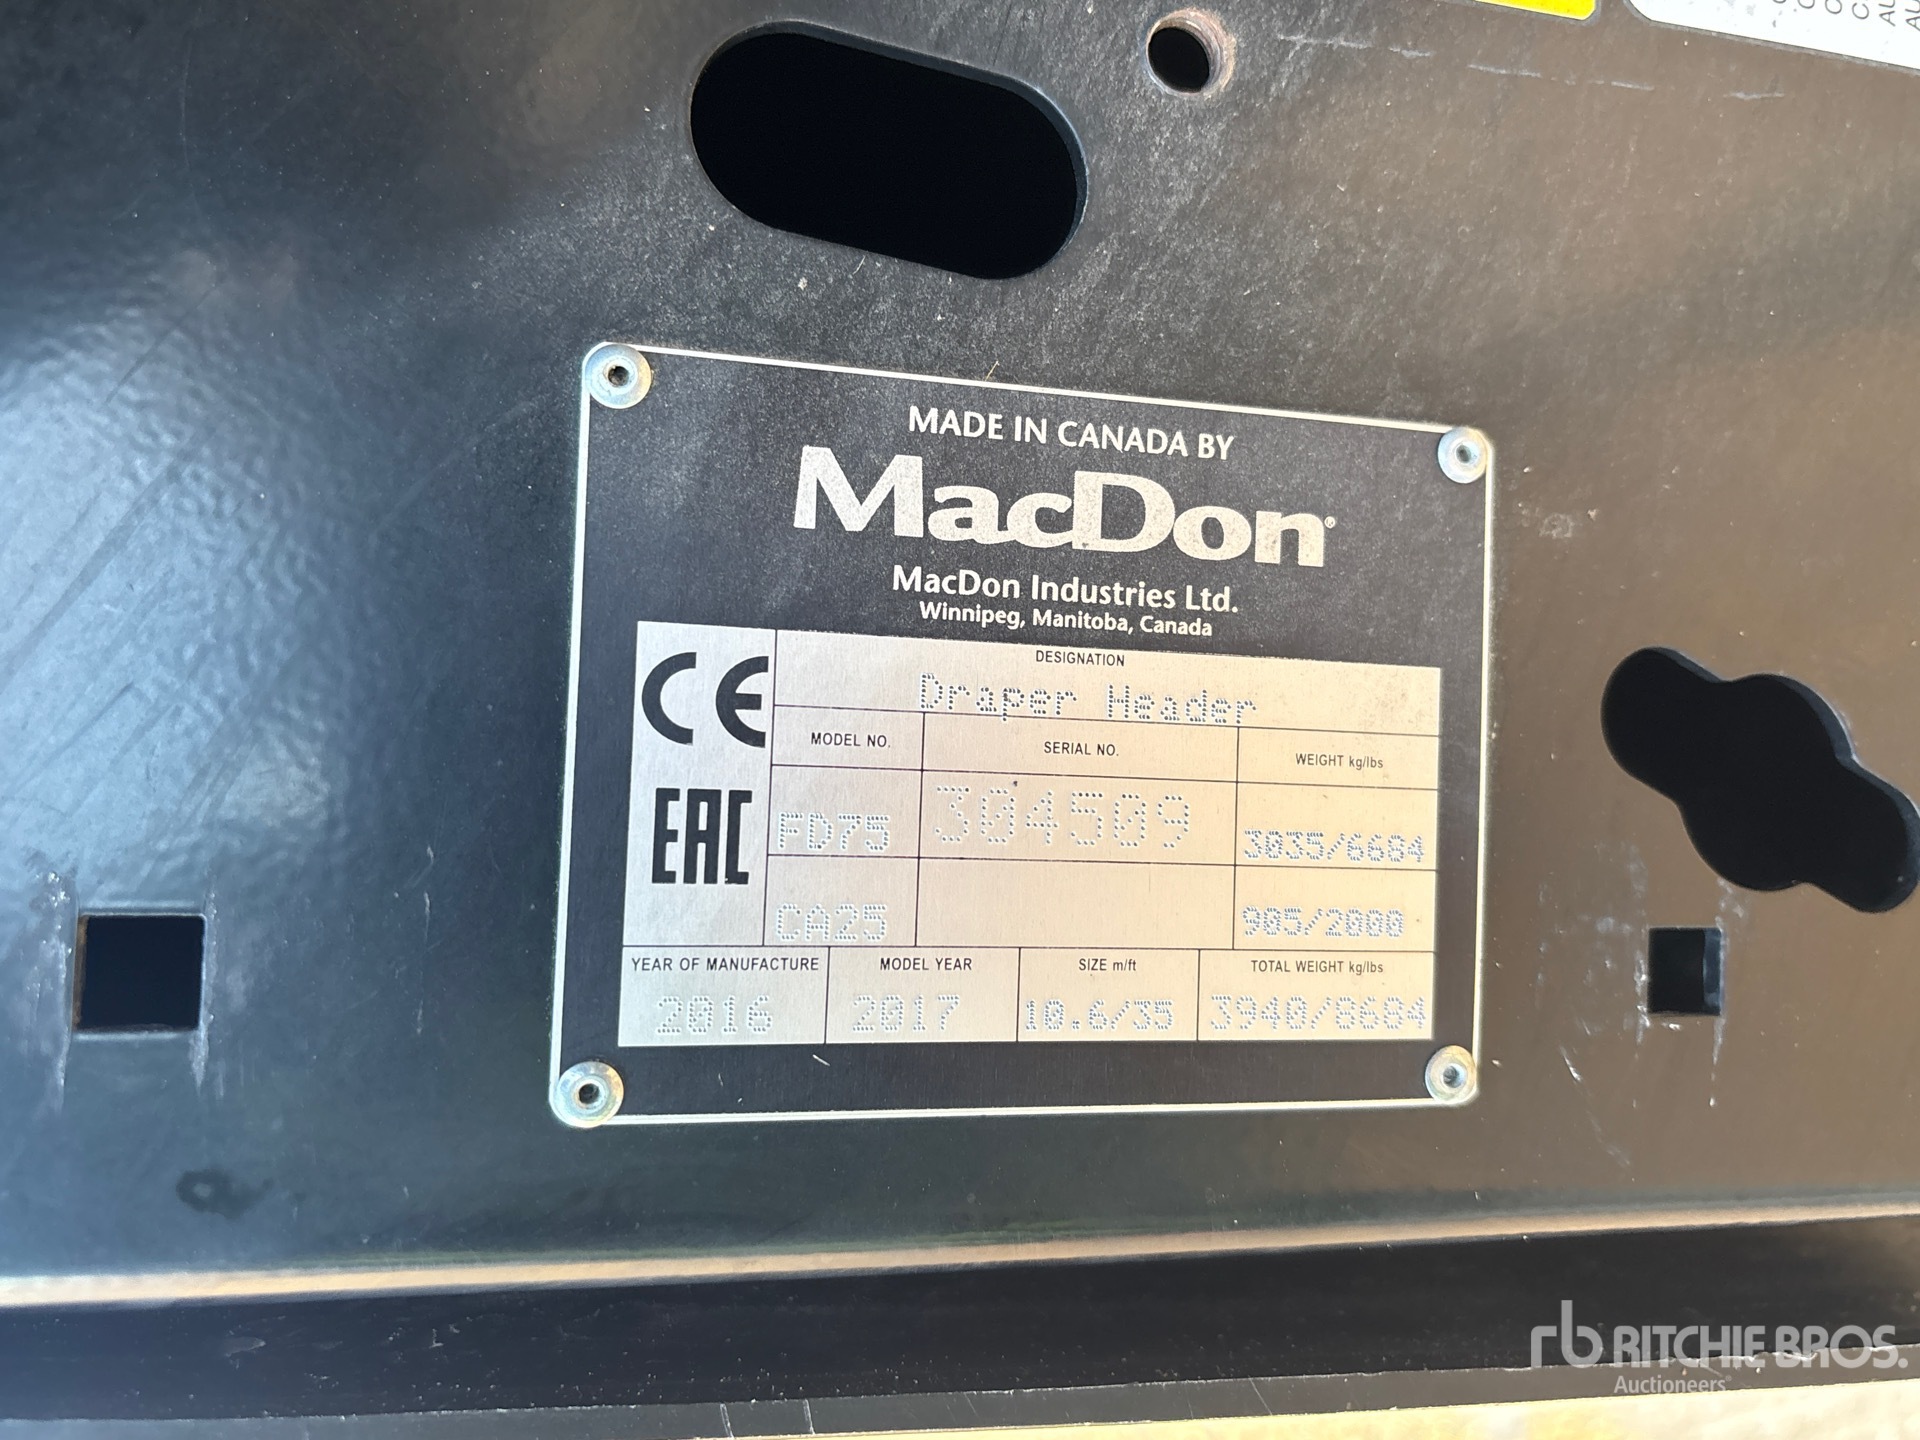 MADE IN CANADA BY
MacDon®
MacDon Industries Ltd.
Winnipeg, Manitoba, Canada
CE
EAC
DESIGNATION
Draper Header
MODEL NO. SERIAL NO. WEIGHT kg/lbs
FD75 304509 3035/6684
CA25 905/2000
YEAR OF MANUFACTURE MODEL YEAR SIZE m/ft TOTAL WEIGHT kg/lbs
2016 2017 10.6/35 3940/8684
rb RITCHIE BROS.
Auctioneers